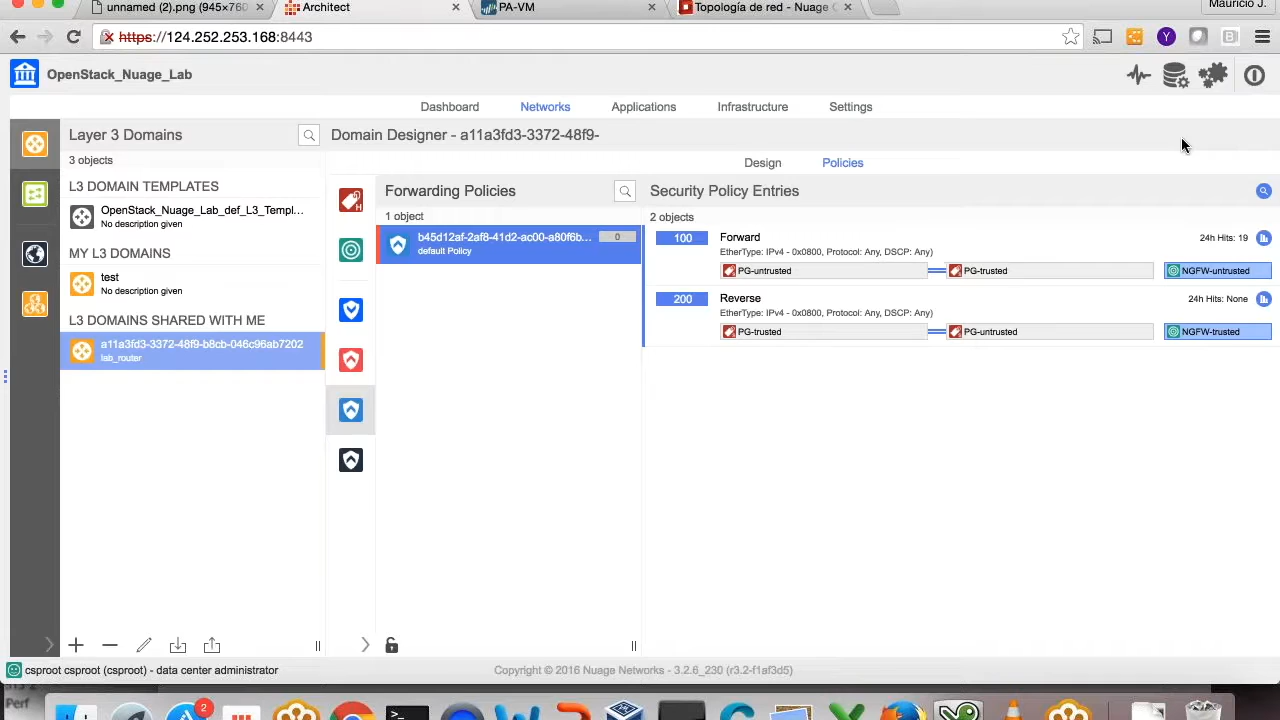 unnamed (2).png (945×760
Architect
PA-VM
Topología de red - Nuage
Mauricio J.
https://124.252.253.168:8443
OpenStack_Nuage_Lab
Dashboard
Networks
Applications
Infrastructure
Settings
Layer 3 Domains
Domain Designer - a11a3fd3-3372-48f9-
3 objects
Design
Policies
L3 DOMAIN TEMPLATES
OpenStack_Nuage_Lab_def_L3_Templ...
No description given
MY L3 DOMAINS
test
No description given
L3 DOMAINS SHARED WITH ME
a11a3fd3-3372-48f9-b8cb-046c96ab7202
lab_router
Forwarding Policies
1 object
b45d12af-2af8-41d2-ac00-a80f6b...
0
default Policy
Security Policy Entries
2 objects
100
Forward
24h Hits: 19
EtherType: IPv4 - 0x0800, Protocol: Any, DSCP: Any)
PG-untrusted
PG-trusted
NGFW-untrusted
200
Reverse
24h Hits: None
EtherType: IPv4 - 0x0800, Protocol: Any, DSCP: Any)
PG-trusted
PG-untrusted
NGFW-trusted
csproot csproot (csproot) - data center administrator
Copyright © 2016 Nuage Networks - 3.2.6_230 (r3.2-f1af3d5)
Perf
2